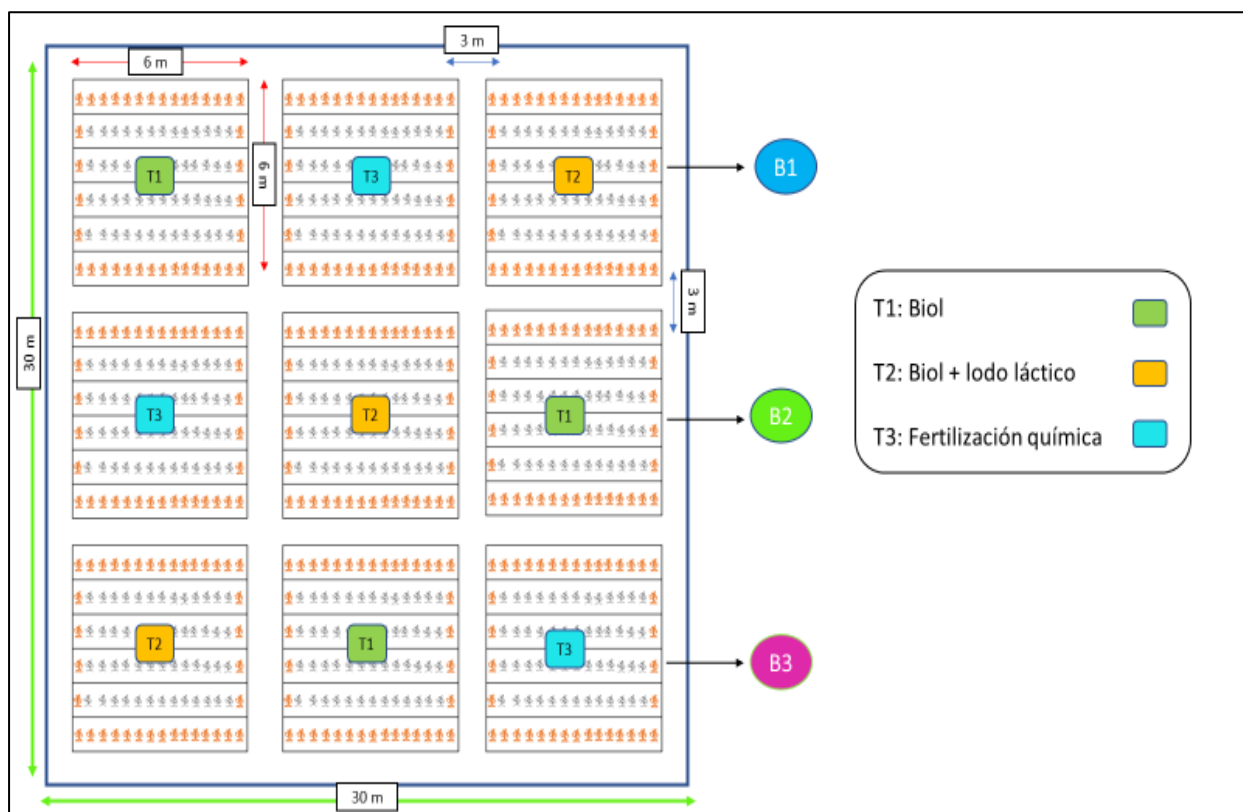 3 m
6 m
6 m
T1
T3
T2
B1
3 m
30 m
T3
T2
T1
B2
T2
T1
T3
B3
30 m
T1: Biol
T2: Biol + lodo láctico
T3: Fertilización química